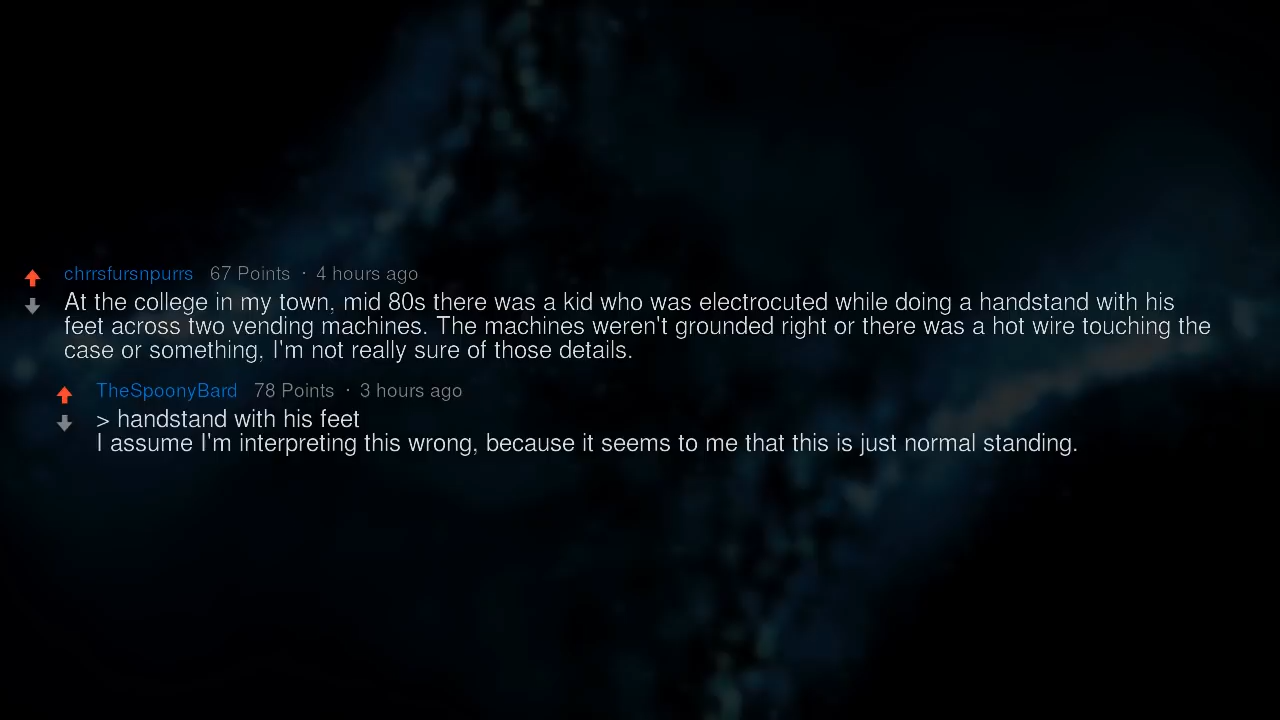 chrrsfursnpurrs 67 Points · 4 hours ago
At the college in my town, mid 80s there was a kid who was electrocuted while doing a handstand with his
feet across two vending machines. The machines weren't grounded right or there was a hot wire touching the
case or something, I'm not really sure of those details.
TheSpoonyBard 78 Points · 3 hours ago
> handstand with his feet
I assume I'm interpreting this wrong, because it seems to me that this is just normal standing.